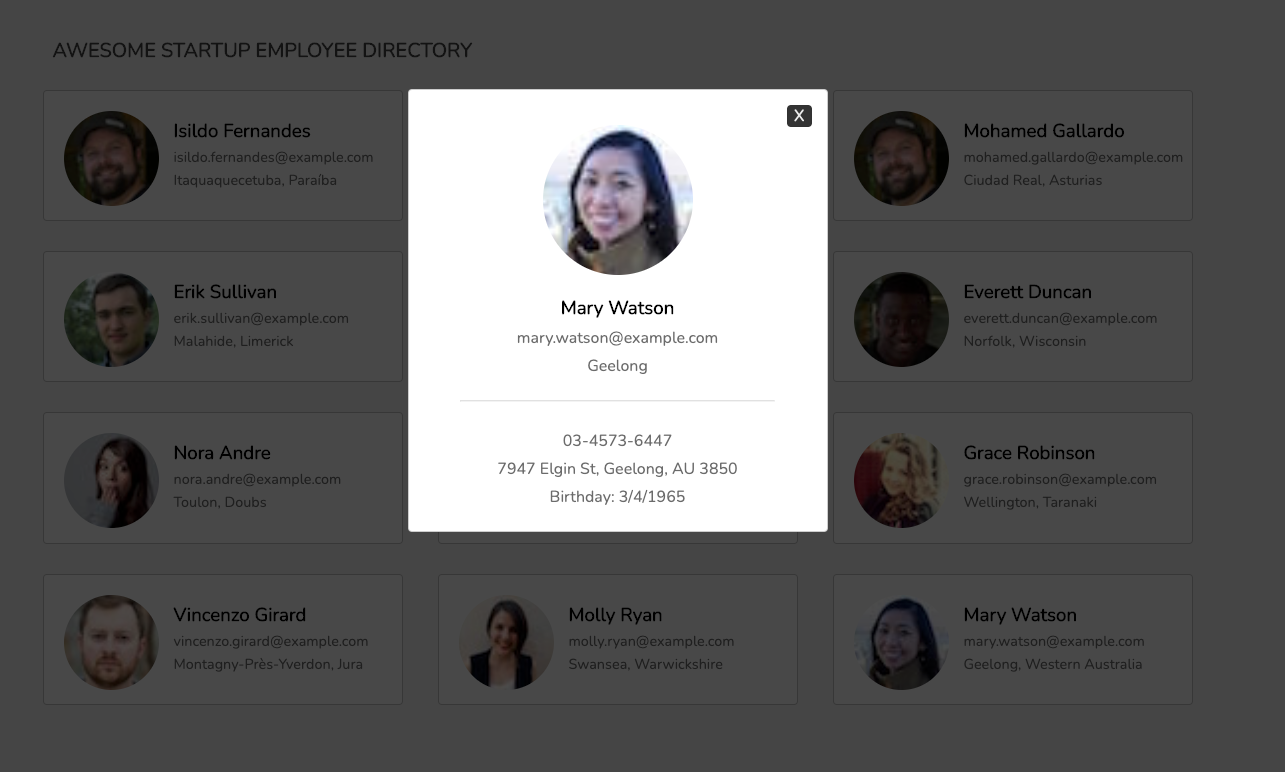 AWESOME STARTUP EMPLOYEE DIRECTORY
Isildo Fernandes
isildo.fernandes@example.com
Itaquaquecetuba, Paraíba
X
Mary Watson
mary.watson@example.com
Geelong
03-4573-6447
7947 Elgin St, Geelong, AU 3850
Birthday: 3/4/1965
Mohamed Gallardo
mohamed.gallardo@example.com
Ciudad Real, Asturias
Erik Sullivan
erik.sullivan@example.com
Malahide, Limerick
Everett Duncan
everett.duncan@example.com
Norfolk, Wisconsin
Nora Andre
nora.andre@example.com
Toulon, Doubs
Grace Robinson
grace.robinson@example.com
Wellington, Taranaki
Vincenzo Girard
vincenzo.girard@example.com
Montagny-Près-Yverdon, Jura
Molly Ryan
molly.ryan@example.com
Swansea, Warwickshire
Mary Watson
mary.watson@example.com
Geelong, Western Australia